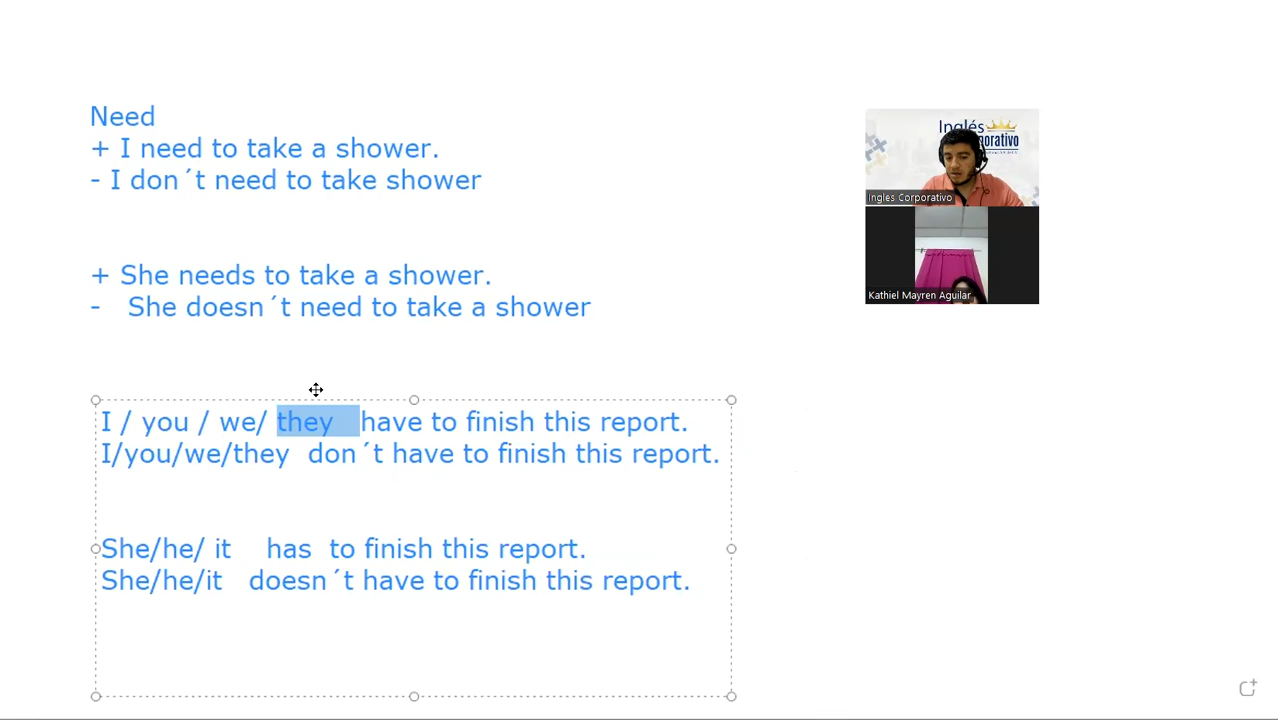 Need
+ I need to take a shower.
- I don´t need to take shower
+ She needs to take a shower.
- She doesn´t need to take a shower
I / you / we/ they have to finish this report.
I/you/we/they don´t have to finish this report.
She/he/ it has to finish this report.
She/he/it doesn´t have to finish this report.
Inglés
Ingles Corporativo
Kathiel Mayren Aguilar